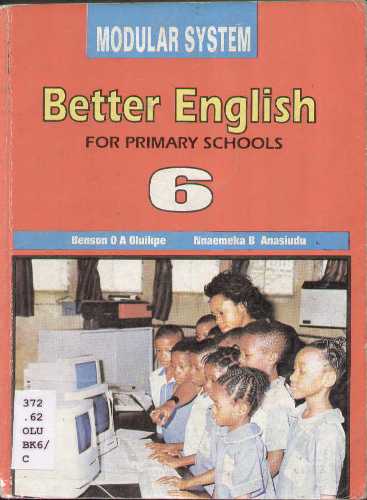 MODULAR SYSTEM
Better English
FOR PRIMARY SCHOOLS
6
Benson O A Oluikpe Nnaemeka B Anasiudu
372
.62
OLU
BK6/
C